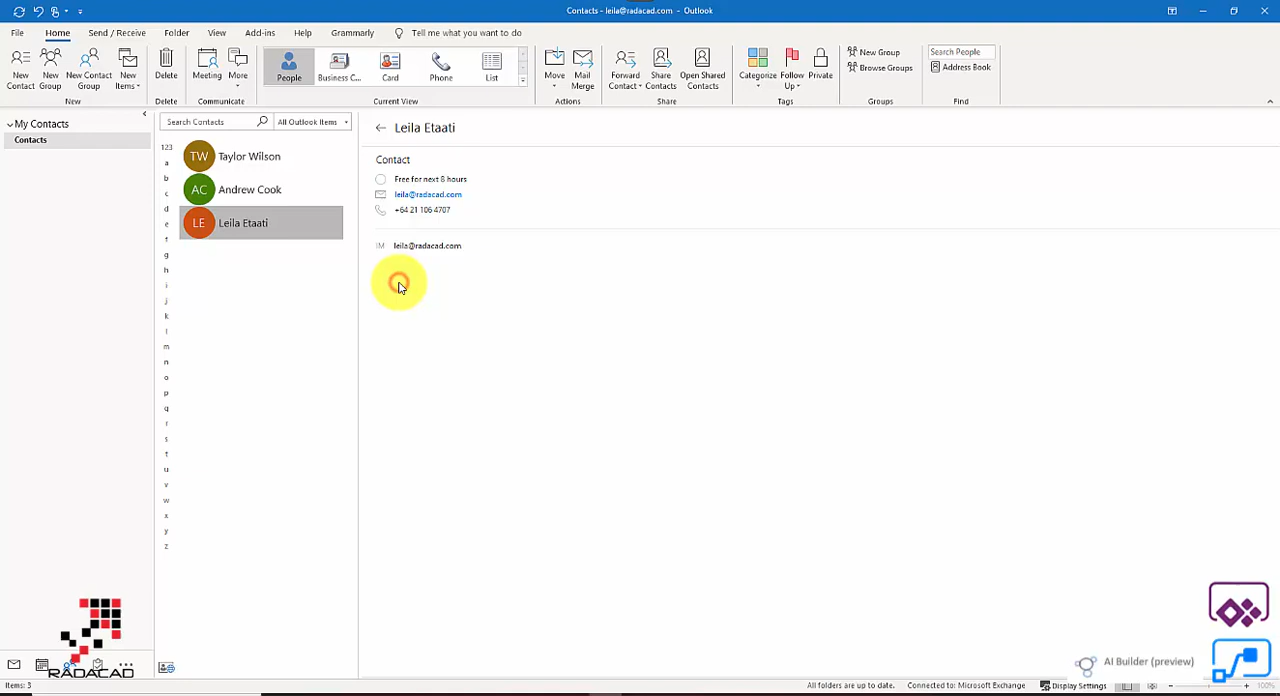 Contacts - leila@radacad.com - Outlook
File Home Send / Receive Folder View Add-ins Help Grammarly Tell me what you want to do
New Contact
New Group
New Contact Group
New Items
New
Delete
Delete
Meeting
More
Communicate
People
Business C...
Card
Phone
List
Current View
Move
Mail Merge
Actions
Forward Contact
Share Contacts
Open Shared Contacts
Share
Categorize
Follow Up
Private
Tags
New Group
Browse Groups
Groups
Search People
Address Book
Find
My Contacts
Contacts
Search Contacts
All Outlook Items
123
a
b
c
d
e
f
g
h
i
j
k
l
m
n
o
p
q
r
s
t
u
v
w
x
y
z
TW Taylor Wilson
AC Andrew Cook
LE Leila Etaati
Leila Etaati
Contact
Free for next 8 hours
leila@radacad.com
+64 21 106 4707
IM leila@radacad.com
RADACAD
AI Builder (preview)
Items: 3
All folders are up to date.
Connected to: Microsoft Exchange
Display Settings
100%